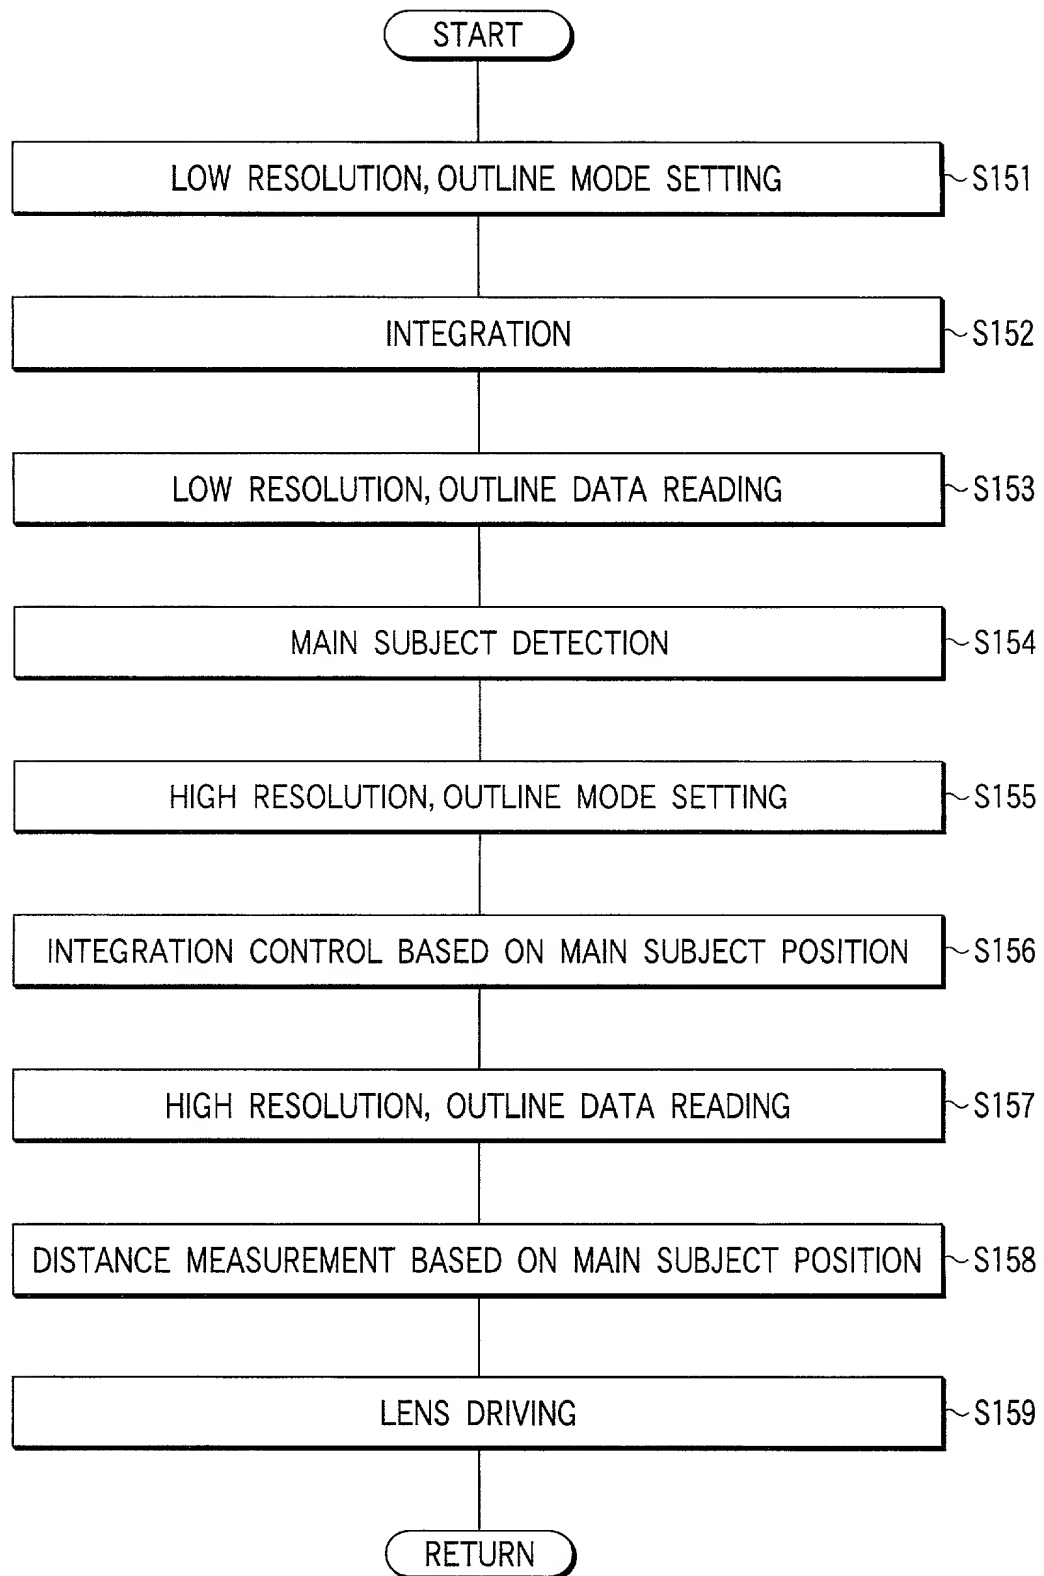 START
LOW RESOLUTION, OUTLINE MODE SETTING ~S151
INTEGRATION ~S152
LOW RESOLUTION, OUTLINE DATA READING ~S153
MAIN SUBJECT DETECTION ~S154
HIGH RESOLUTION, OUTLINE MODE SETTING ~S155
INTEGRATION CONTROL BASED ON MAIN SUBJECT POSITION ~S156
HIGH RESOLUTION, OUTLINE DATA READING ~S157
DISTANCE MEASUREMENT BASED ON MAIN SUBJECT POSITION ~S158
LENS DRIVING ~S159
RETURN